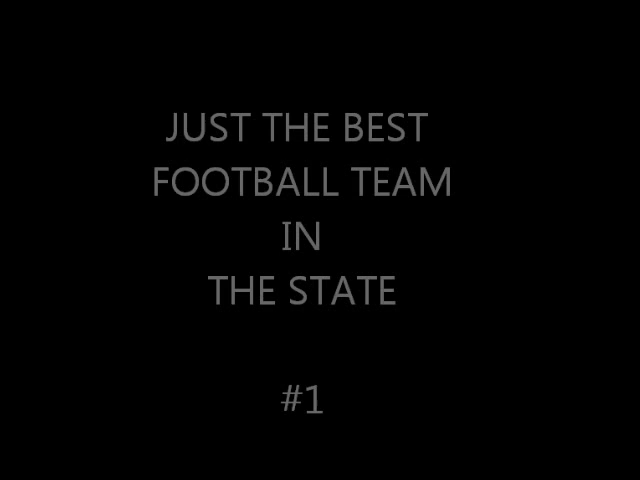 JUST THE BEST
FOOTBALL TEAM
IN
THE STATE
#1